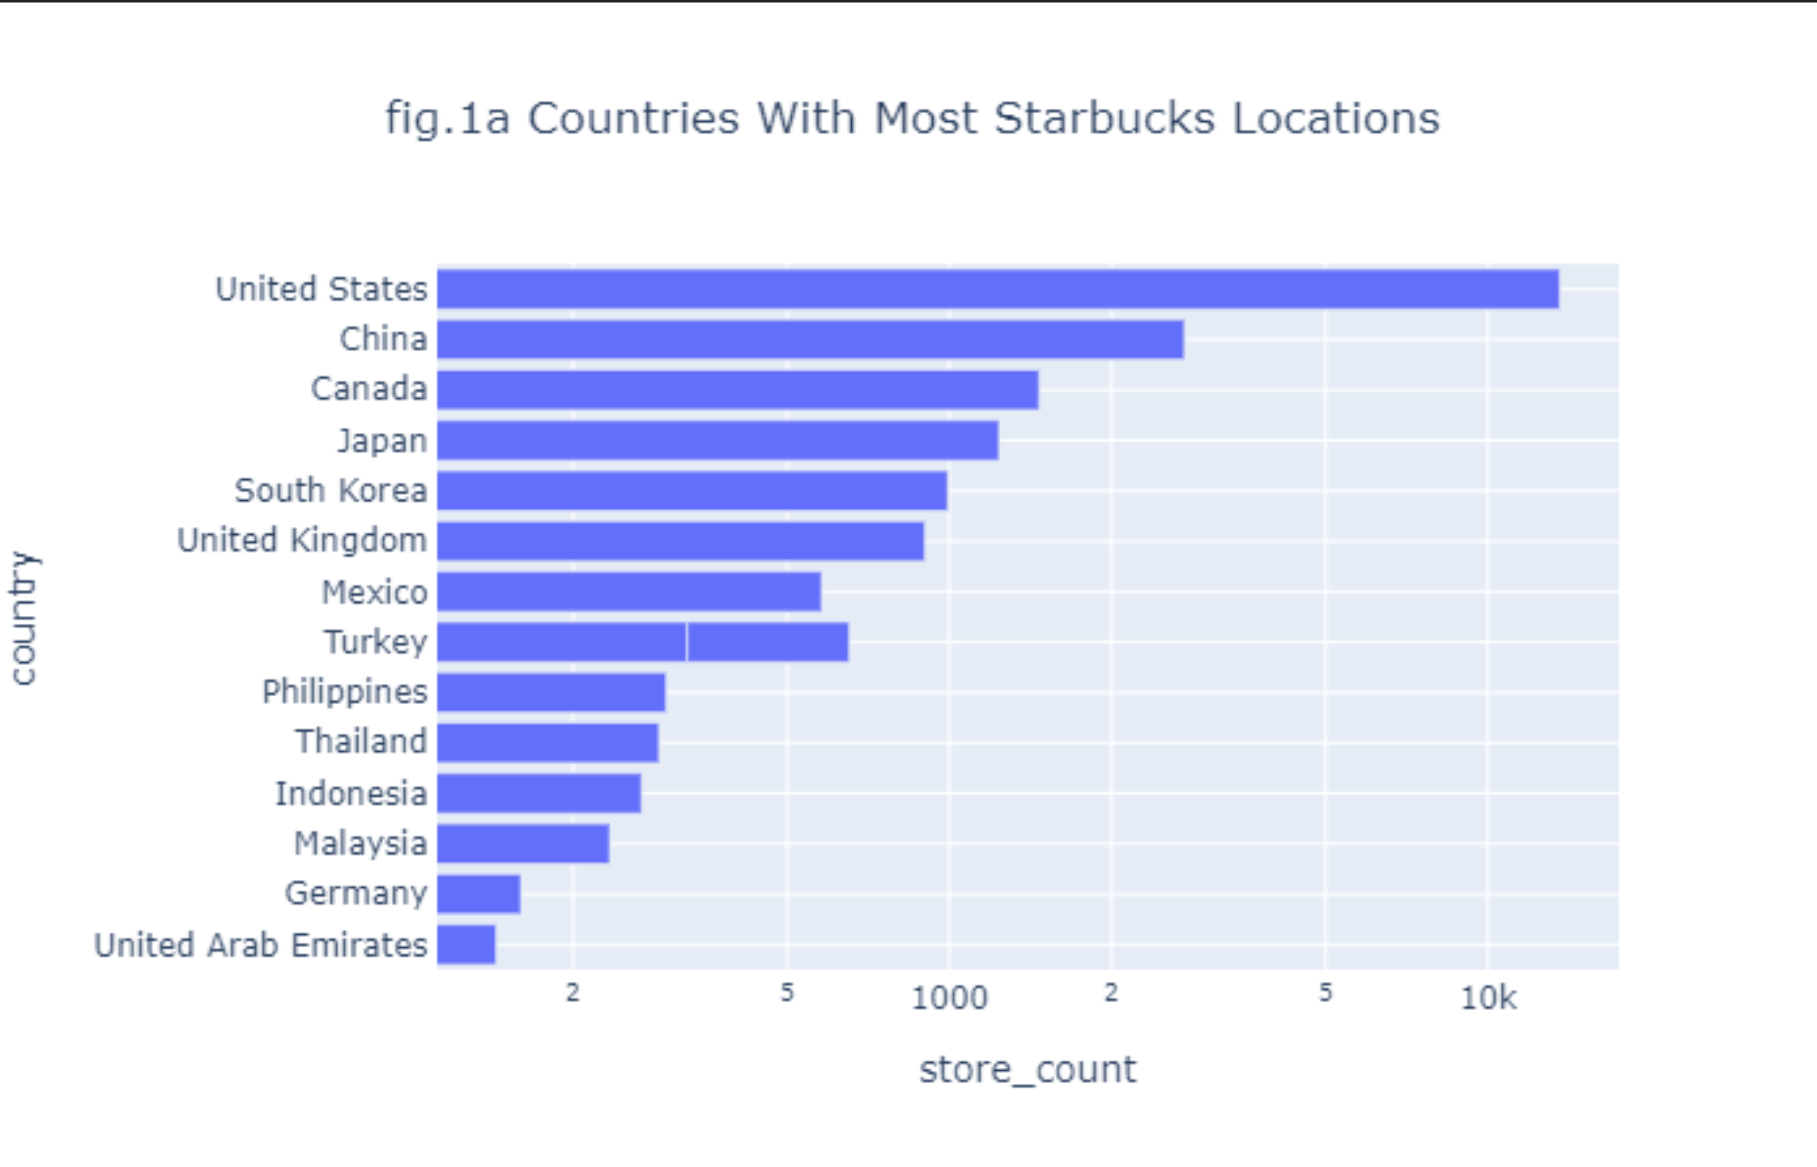 fig.1a Countries With Most Starbucks Locations
United States
China
Canada
Japan
South Korea
United Kingdom
Mexico
Turkey
Philippines
Thailand
Indonesia
Malaysia
Germany
United Arab Emirates
country
2 5 1000 2 5 10k
store_count